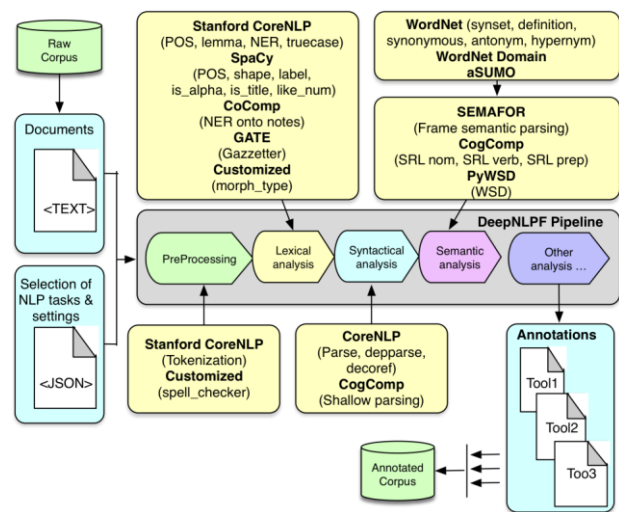 Raw
Corpus
Documents
<TEXT>
Selection of
NLP tasks &
settings
<JSON>
Stanford CoreNLP
(POS, lemma, NER, truecase)
SpaCy
(POS, shape, label,
is_alpha, is_title, like_num)
CoComp
(NER onto notes)
GATE
(Gazzetter)
Customized
(morph_type)
WordNet (synset, definition,
synonymous, antonym, hypernym)
WordNet Domain
aSUMO
SEMAFOR
(Frame semantic parsing)
CogComp
(SRL nom, SRL verb, SRL prep)
PyWSD
(WSD)
DeepNLPF Pipeline
PreProcessing
Lexical
analysis
Syntactical
analysis
Semantic
analysis
Other
analysis ...
Stanford CoreNLP
(Tokenization)
Customized
(spell_checker)
CoreNLP
(Parse, depparse,
decoref)
CogComp
(Shallow parsing)
Annotations
Tool1
Tool2
Too3
Annotated
Corpus